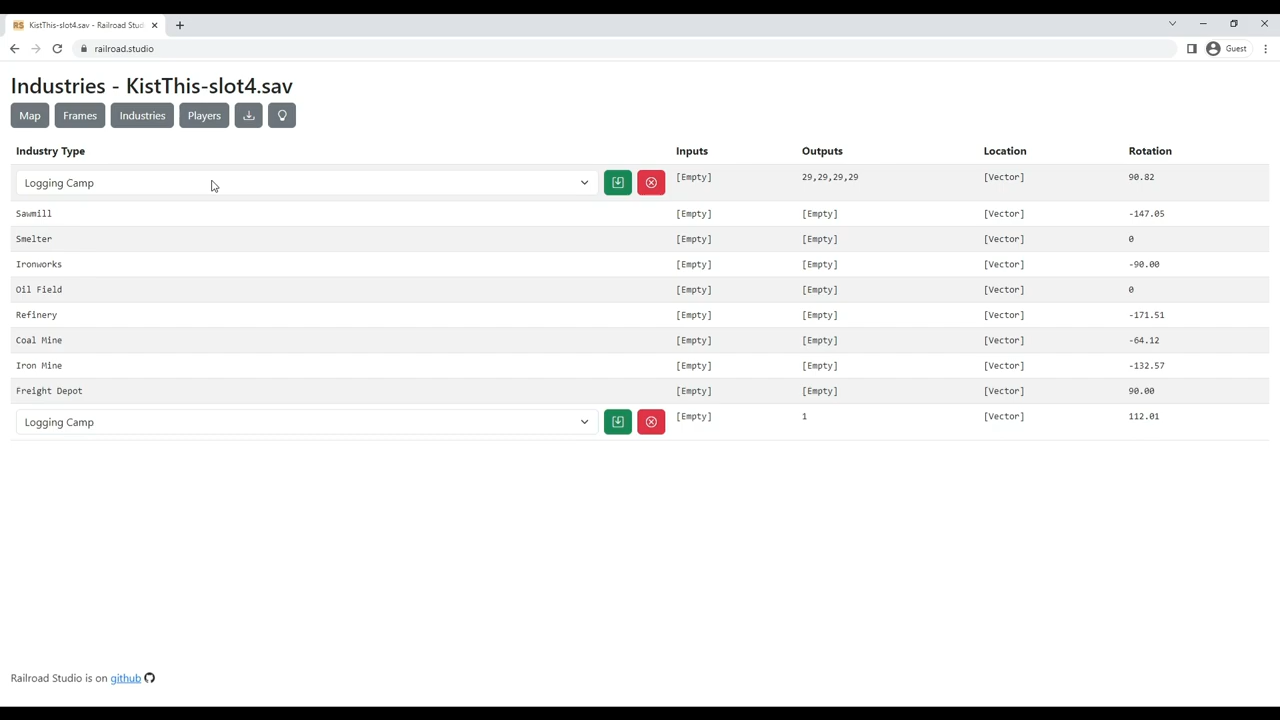 RS KistThis-slot4.sav - Railroad Stud
railroad.studio
Guest
Industries - KistThis-slot4.sav
Map Frames Industries Players
Industry Type Inputs Outputs Location Rotation
Logging Camp [Empty] 29,29,29,29 [Vector] 90.82
Sawmill [Empty] [Empty] [Vector] -147.05
Smelter [Empty] [Empty] [Vector] 0
Ironworks [Empty] [Empty] [Vector] -90.00
Oil Field [Empty] [Empty] [Vector] 0
Refinery [Empty] [Empty] [Vector] -171.51
Coal Mine [Empty] [Empty] [Vector] -64.12
Iron Mine [Empty] [Empty] [Vector] -132.57
Freight Depot [Empty] [Empty] [Vector] 90.00
Logging Camp [Empty] 1 [Vector] 112.01
Railroad Studio is on github